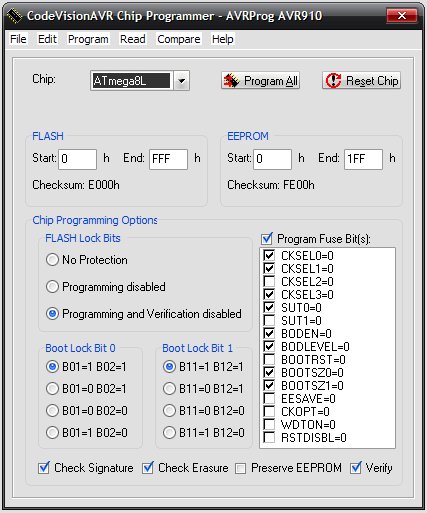 CodeVisionAVR Chip Programmer - AVRProg AVR910
File Edit Program Read Compare Help
Chip: ATmega8L Program All Reset Chip
FLASH EEPROM
Start: 0 h End: FFF h Start: 0 h End: 1FF h
Checksum: E000h Checksum: FE00h
Chip Programming Options
FLASH Lock Bits
No Protection
Programming disabled
Programming and Verification disabled
Boot Lock Bit 0
B01=1 B02=1
B01=0 B02=1
B01=0 B02=0
B01=1 B02=0
Boot Lock Bit 1
B11=1 B12=1
B11=0 B12=1
B11=0 B12=0
B11=1 B12=0
Program Fuse Bit(s):
CKSEL0=0
CKSEL1=0
CKSEL2=0
CKSEL3=0
SUT0=0
SUT1=0
BODEN=0
BODLEVEL=0
BOOTRST=0
BOOTSZ0=0
BOOTSZ1=0
EESAVE=0
CKOPT=0
WDTON=0
RSTDISBL=0
Check Signature Check Erasure Preserve EEPROM Verify